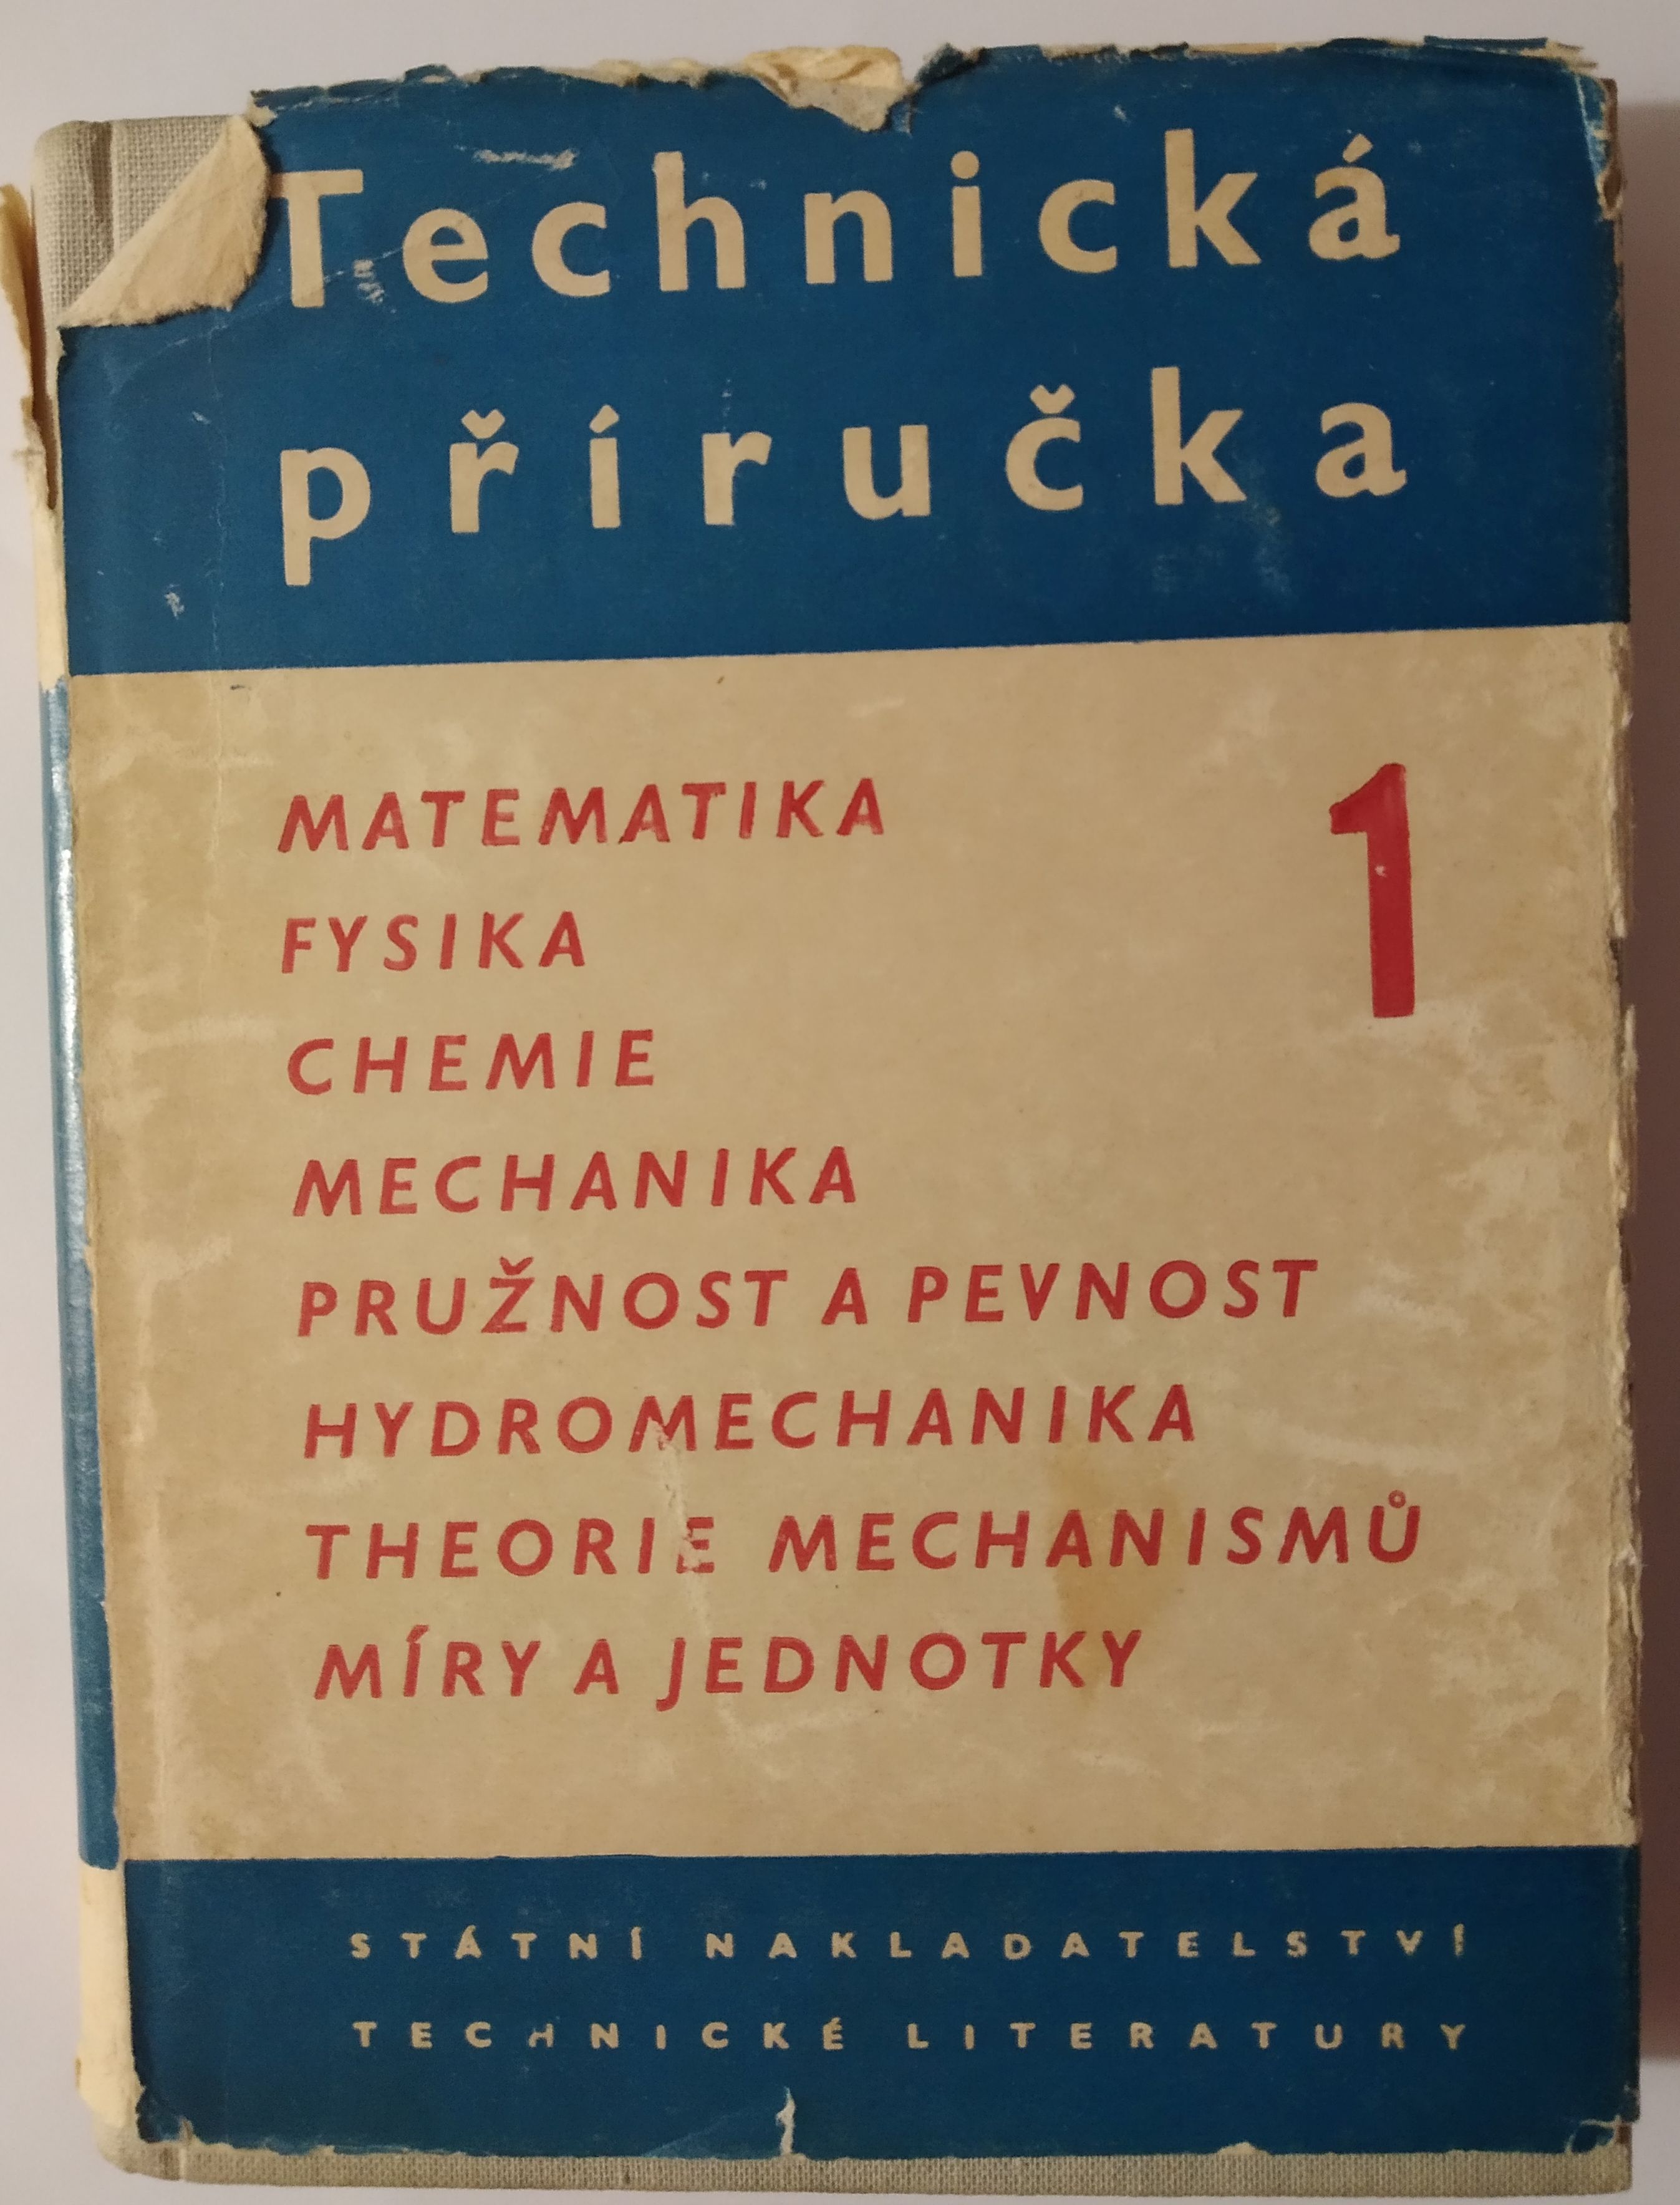 Technická
příručka
1
MATEMATIKA
FYSIKA
CHEMIE
MECHANIKA
PRUŽNOST A PEVNOST
HYDROMECHANIKA
THEORIE MECHANISMŮ
MÍRY A JEDNOTKY
STÁTNÍ NAKLADATELSTVÍ
TECHNICKÉ LITERATURY